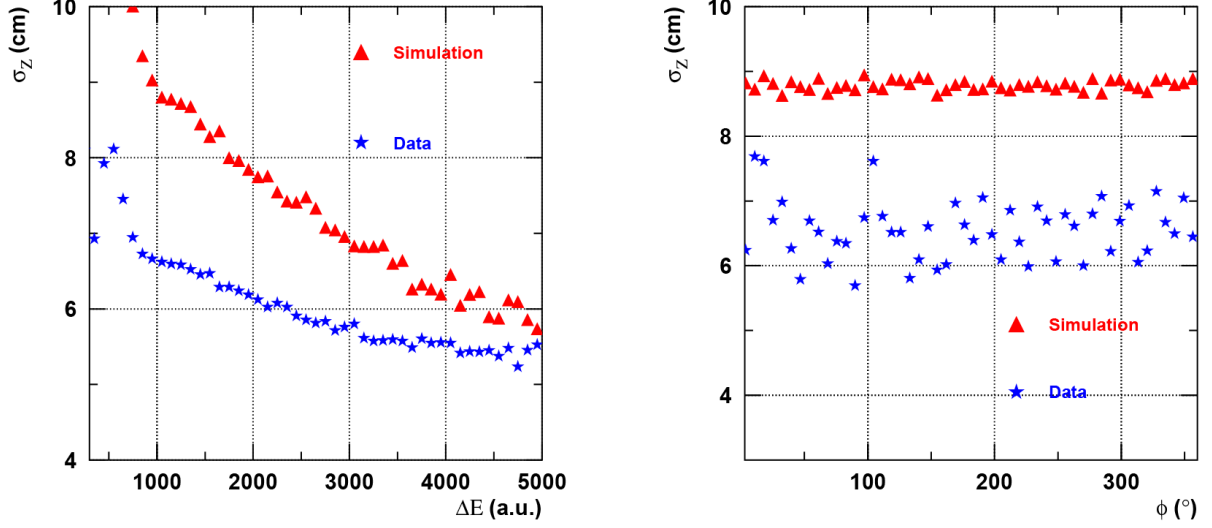 σZ (cm)
10
8
6
4
1000 2000 3000 4000 5000
ΔE (a.u.)
Simulation
Data
σZ (cm)
10
8
6
4
100 200 300
ϕ (°)
Simulation
Data